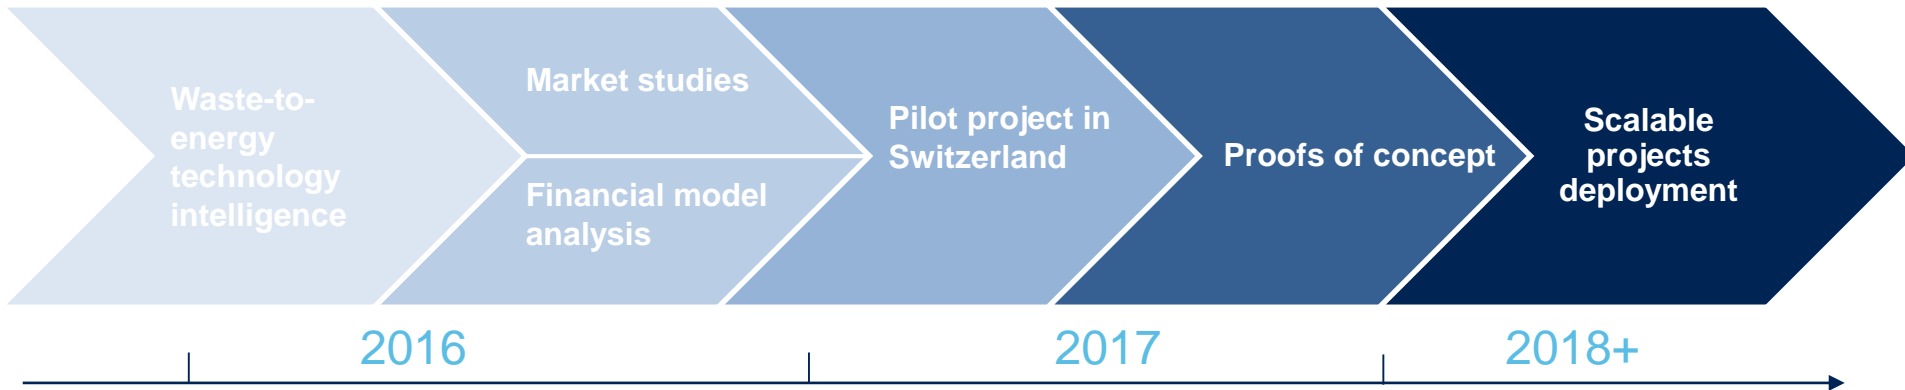 Waste-to-
energy
technology
intelligence
Market studies
Financial model
analysis
Pilot project in
Switzerland
Proofs of concept
Scalable
projects
deployment
2016
2017
2018+